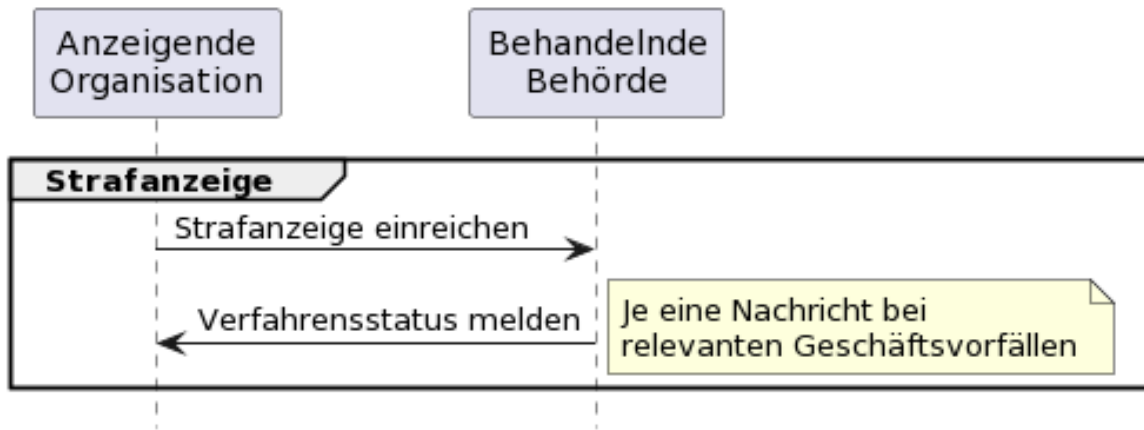 Anzeigende
Organisation
Behandelnde
Behörde
Strafanzeige
Strafanzeige einreichen
Verfahrensstatus melden
Je eine Nachricht bei
relevanten Geschäftsvorfällen